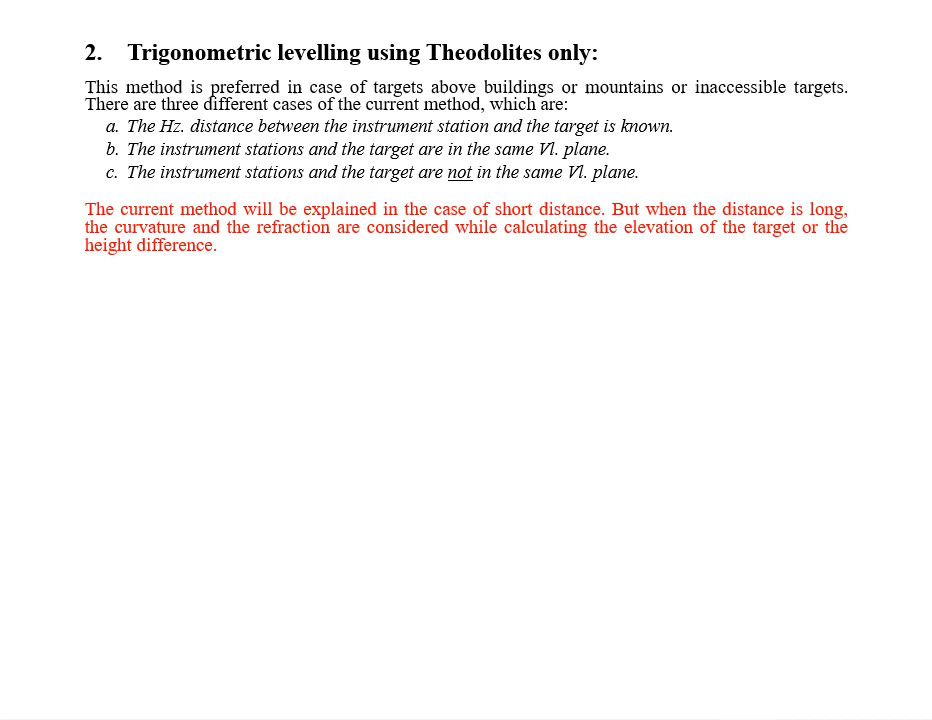 2. Trigonometric levelling using Theodolites only:
This method is preferred in case of targets above buildings or mountains or inaccessible targets.
There are three different cases of the current method, which are:
a. The Hz. distance between the instrument station and the target is known.
b. The instrument stations and the target are in the same Vl. plane.
c. The instrument stations and the target are not in the same Vl. plane.
The current method will be explained in the case of short distance. But when the distance is long,
the curvature and the refraction are considered while calculating the elevation of the target or the
height difference.